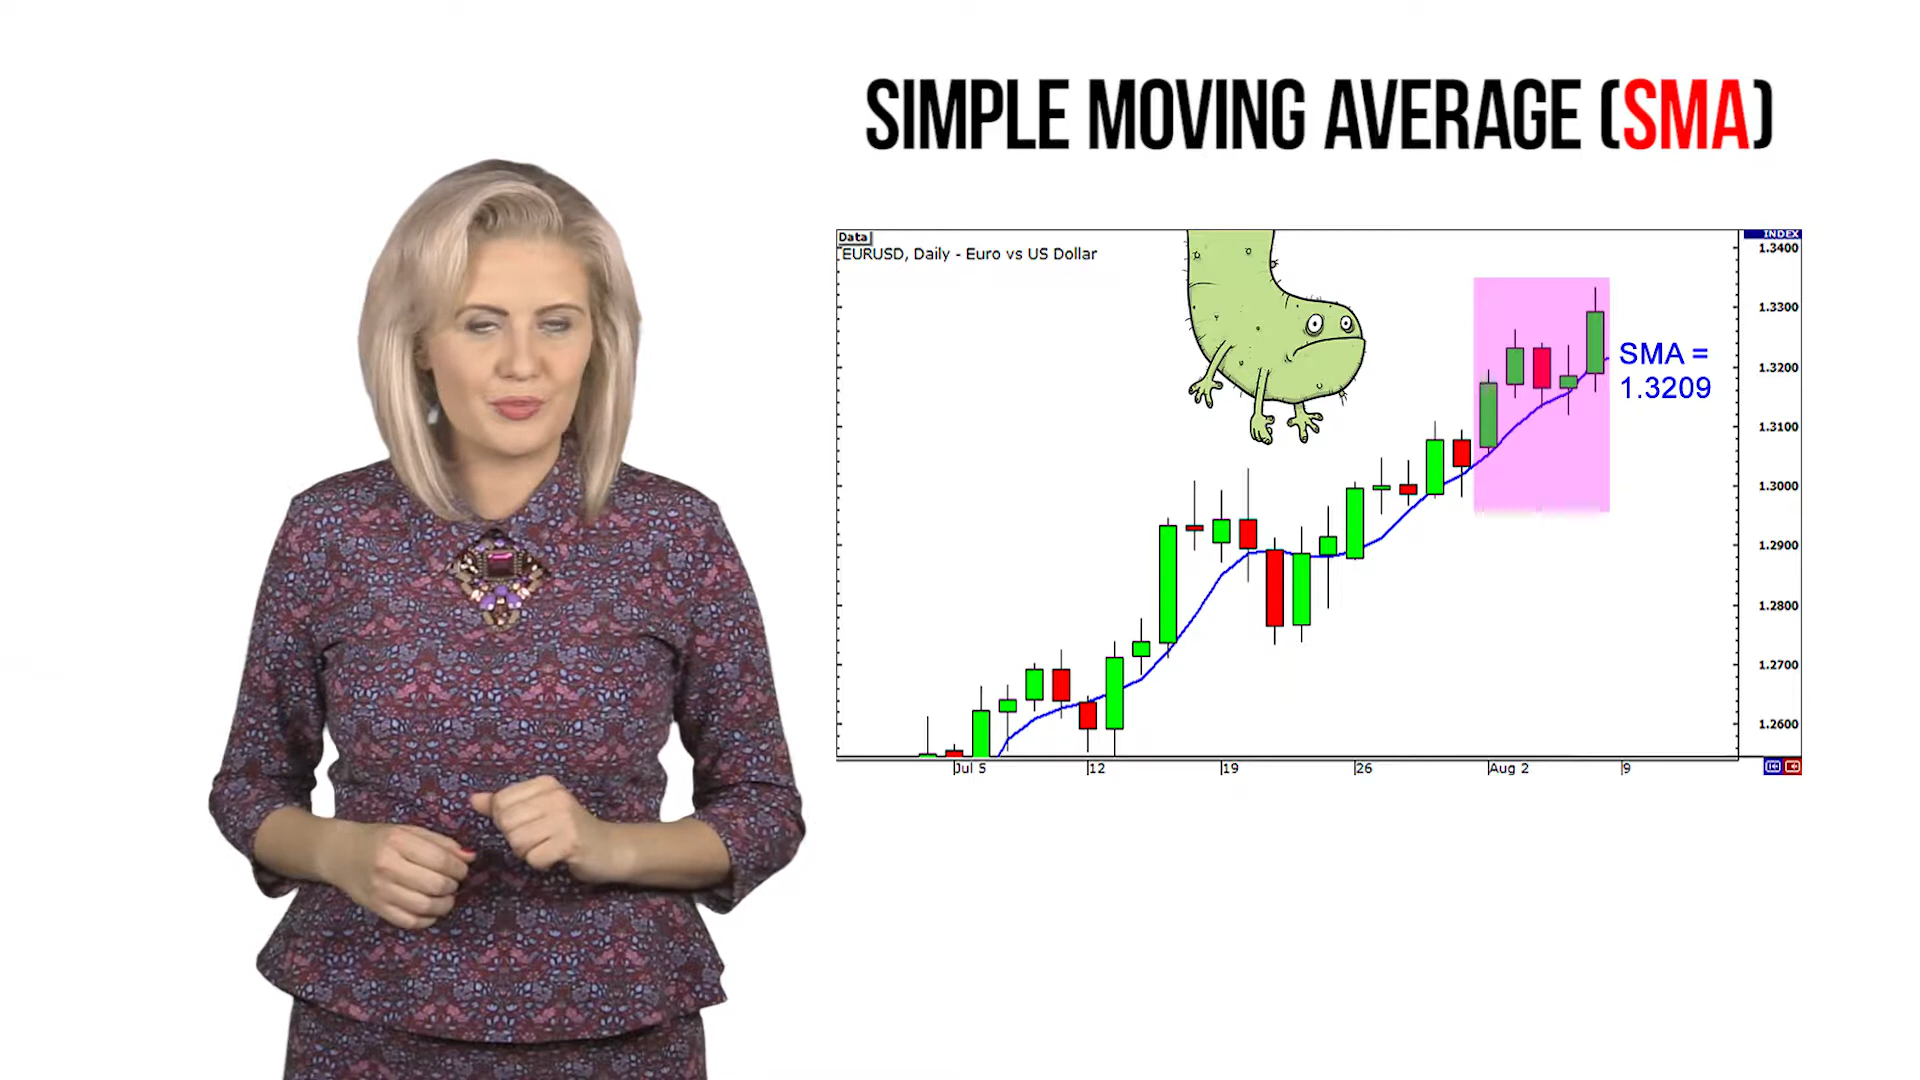 SIMPLE MOVING AVERAGE (SMA)
Data
INDEX
EURUSD, Daily - Euro vs US Dollar
1.3400
1.3300
SMA =
1.3209
1.3200
1.3100
1.3000
1.2900
1.2800
1.2700
1.2600
Jul 5
12
19
26
Aug 2
9